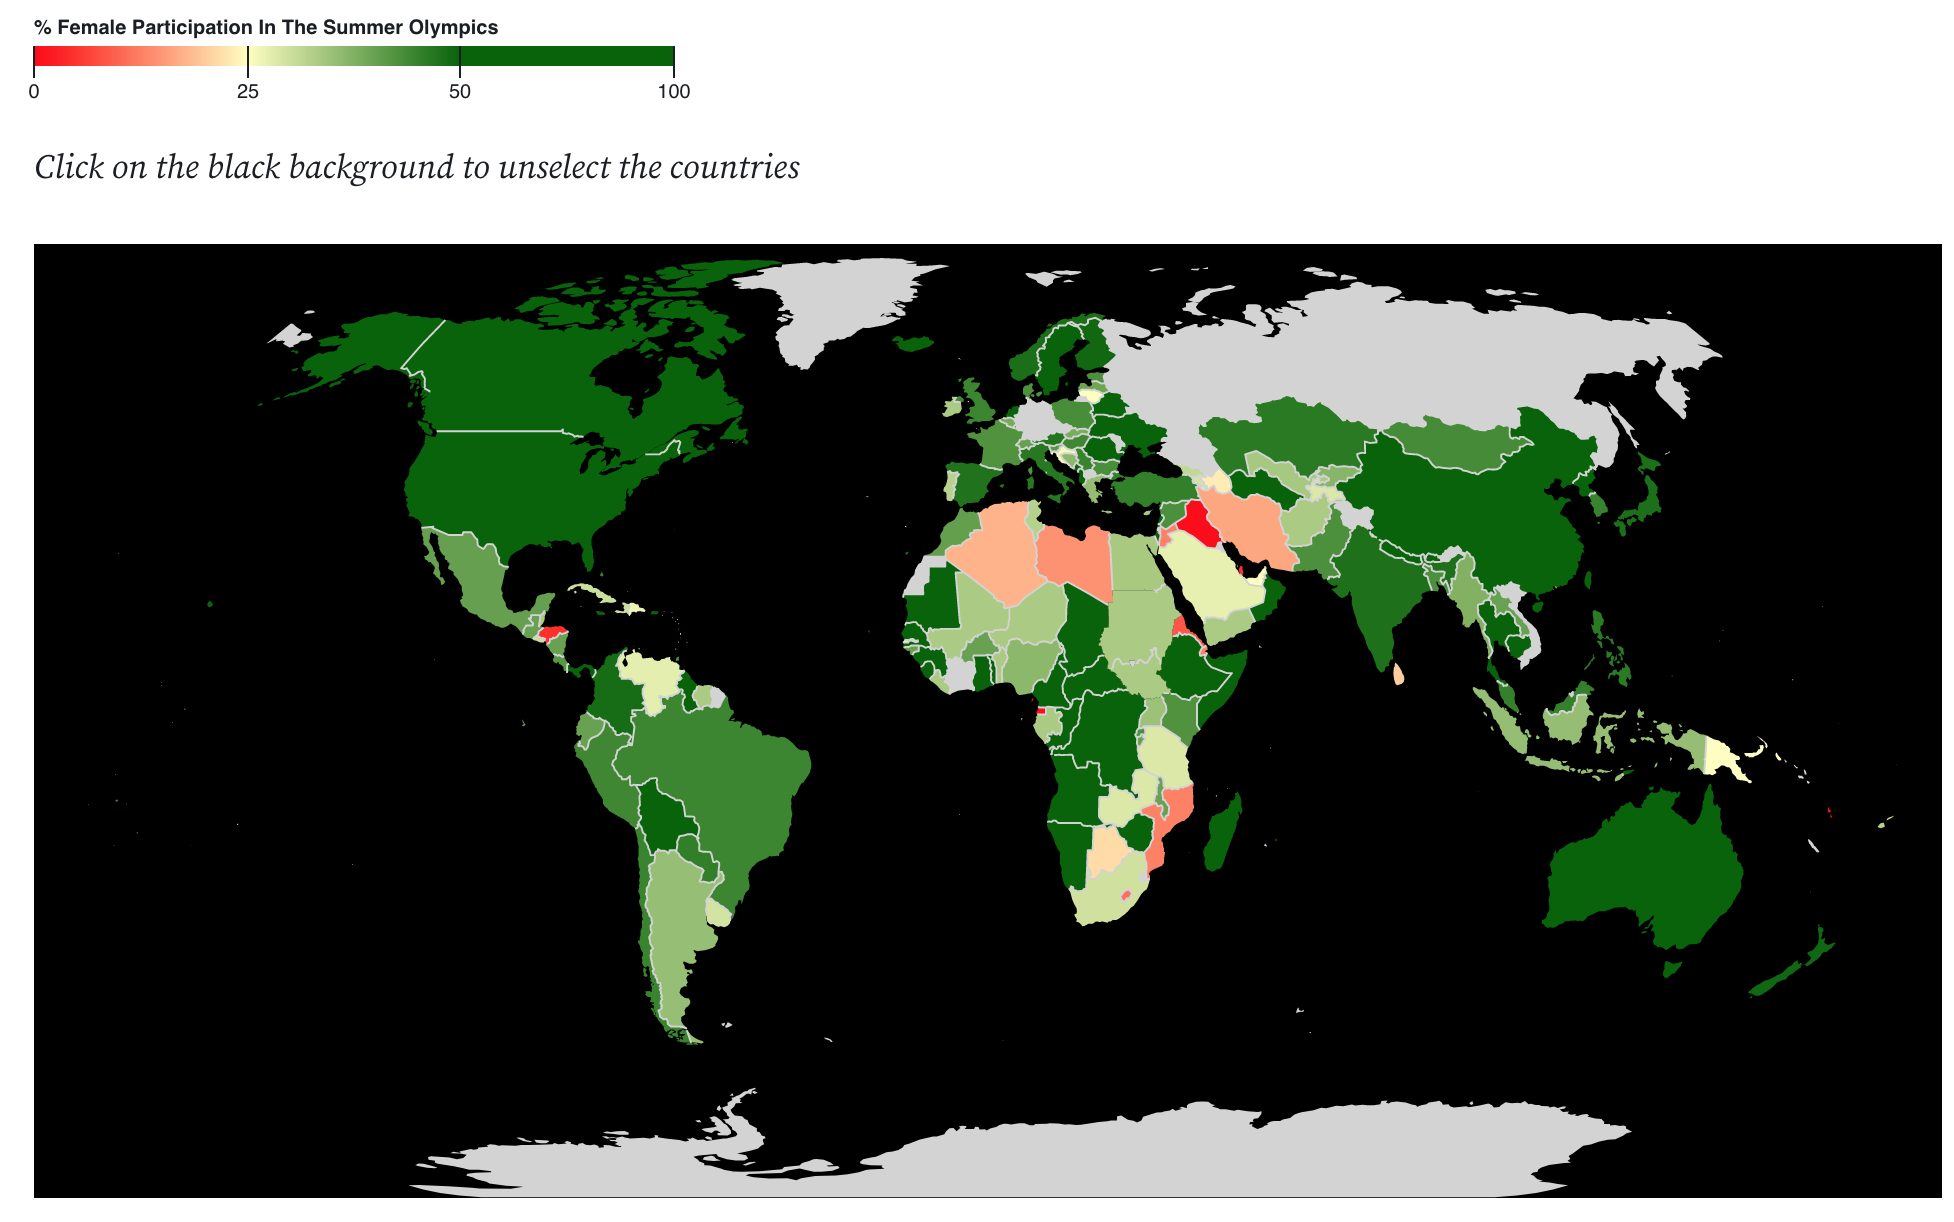 % Female Participation In The Summer Olympics
0 25 50 100
Click on the black background to unselect the countries